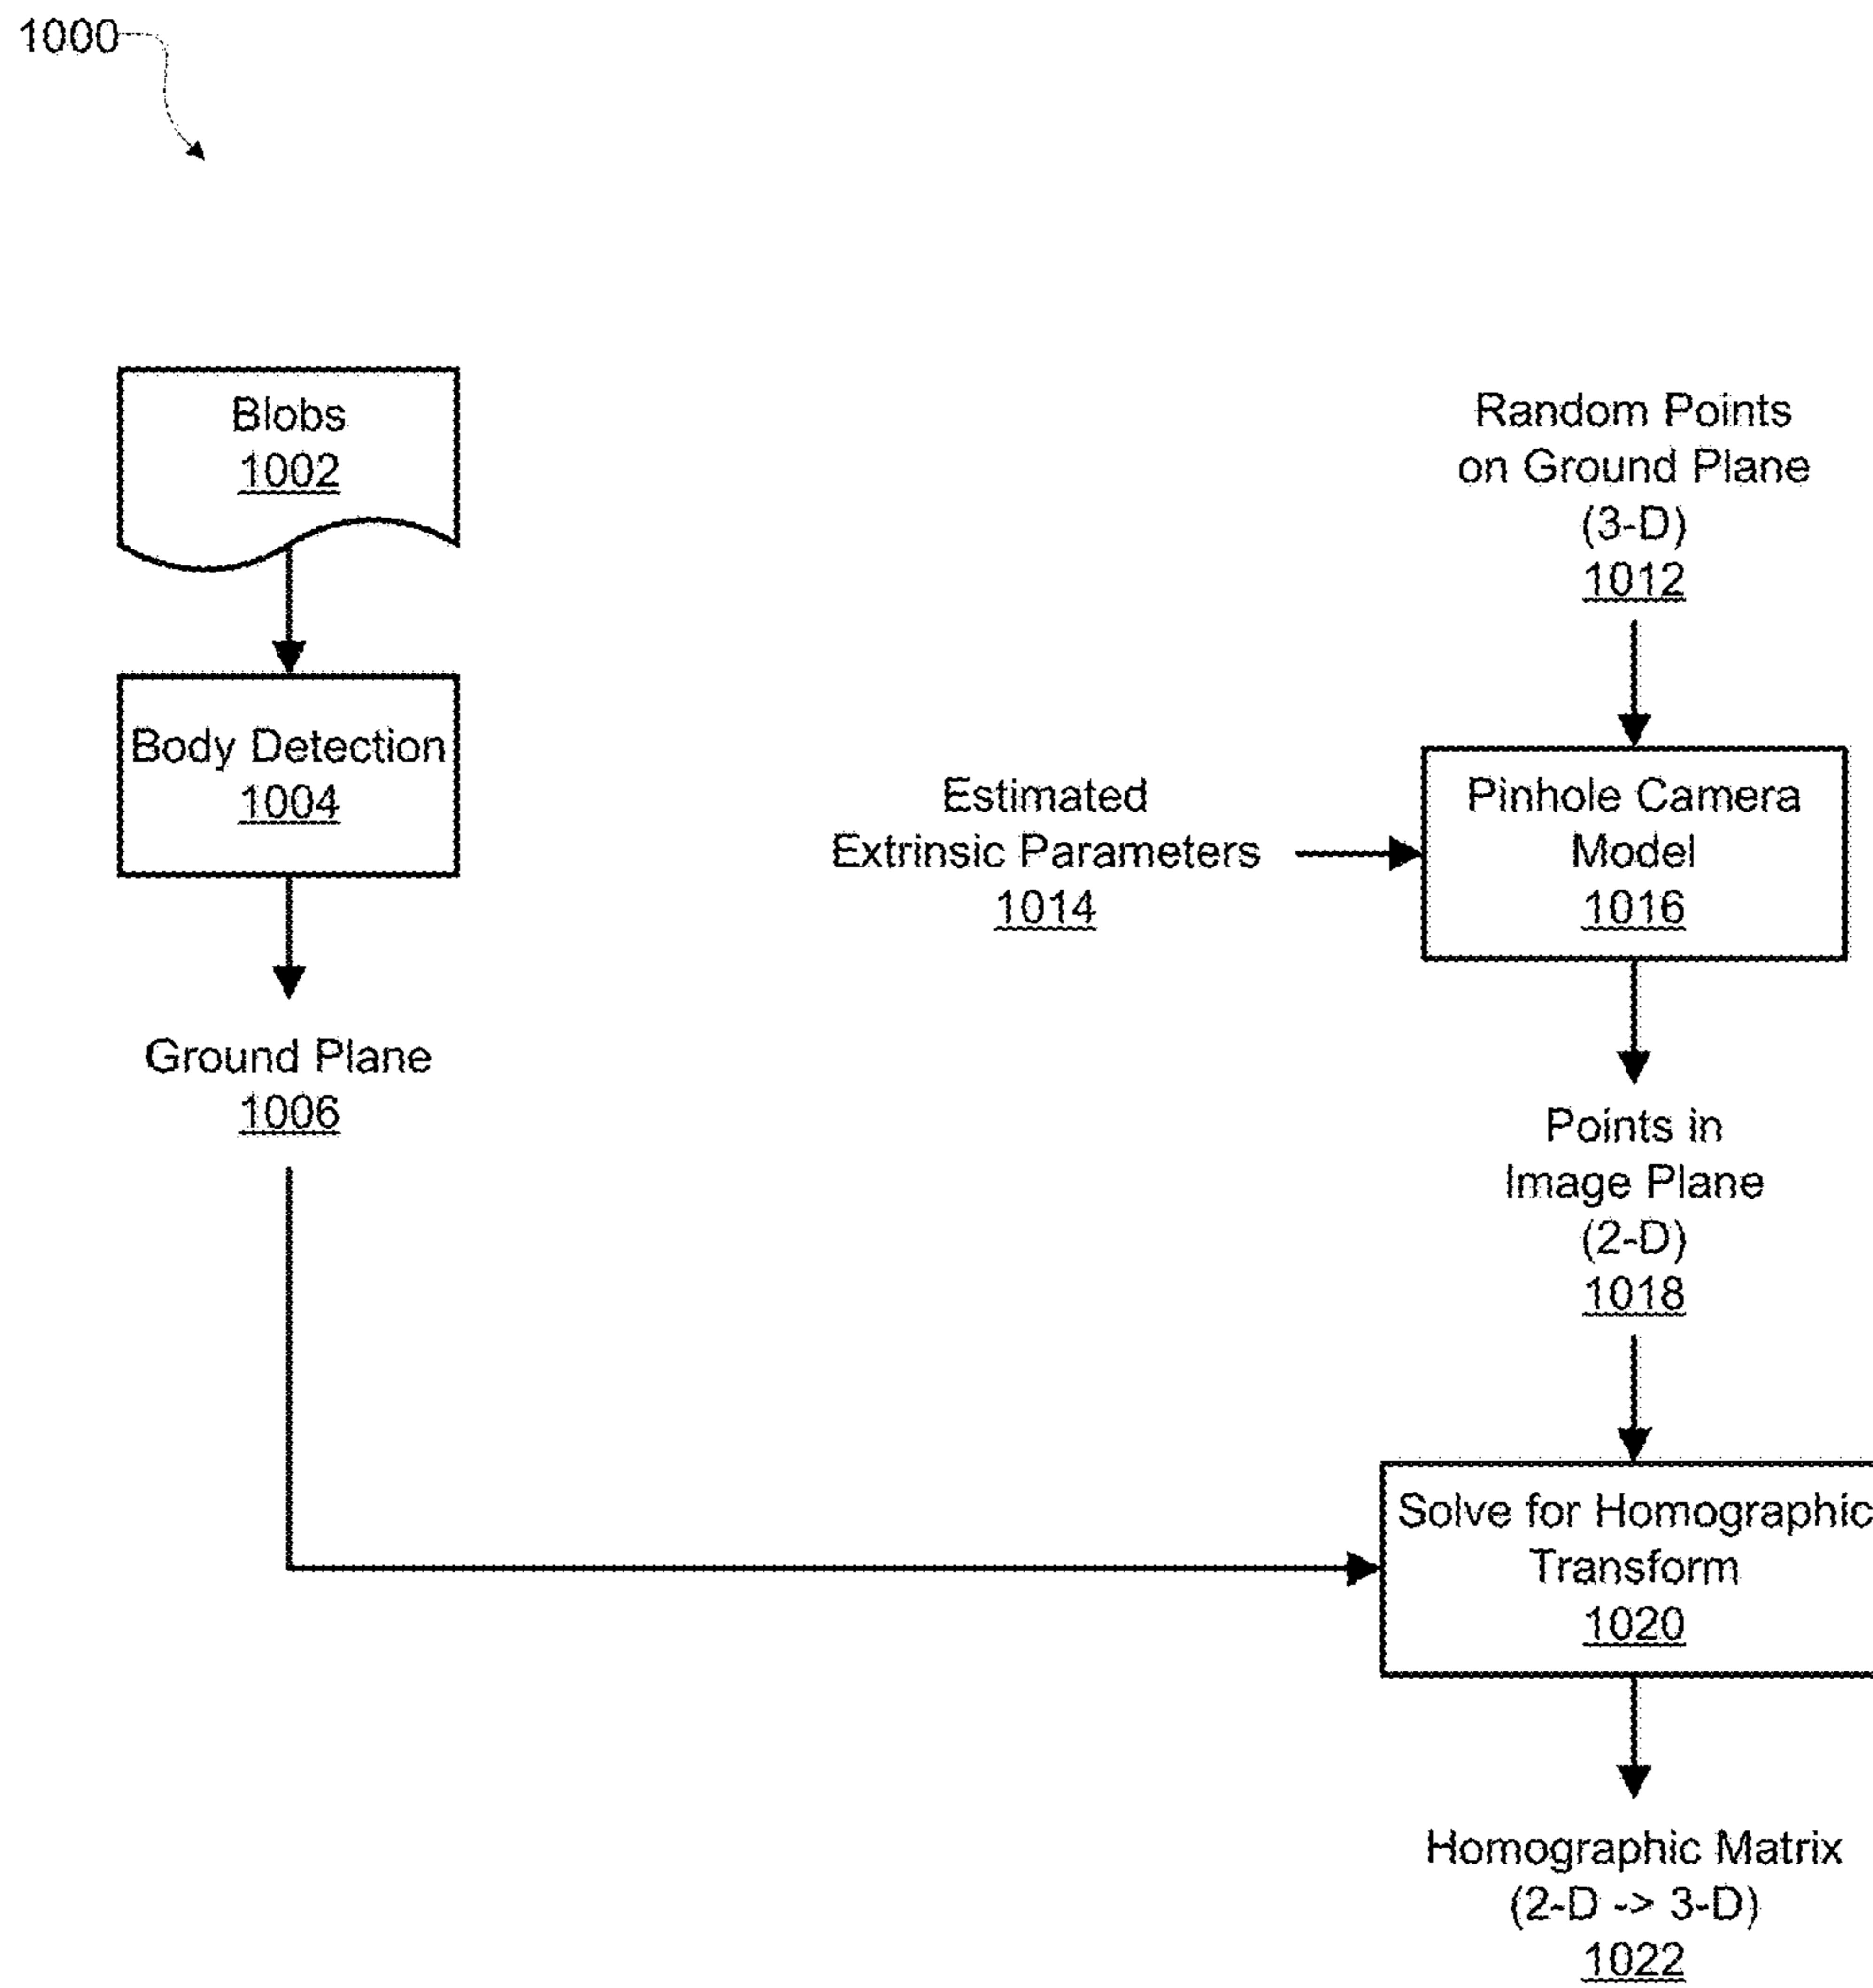 1000
Blobs
1002
Body Detection
1004
Ground Plane
1006
Random Points
on Ground Plane
(3-D)
1012
Estimated
Extrinsic Parameters
1014
Pinhole Camera
Model
1016
Points in
Image Plane
(2-D)
1018
Solve for Homographic
Transform
1020
Homographic Matrix
(2-D -> 3-D)
1022